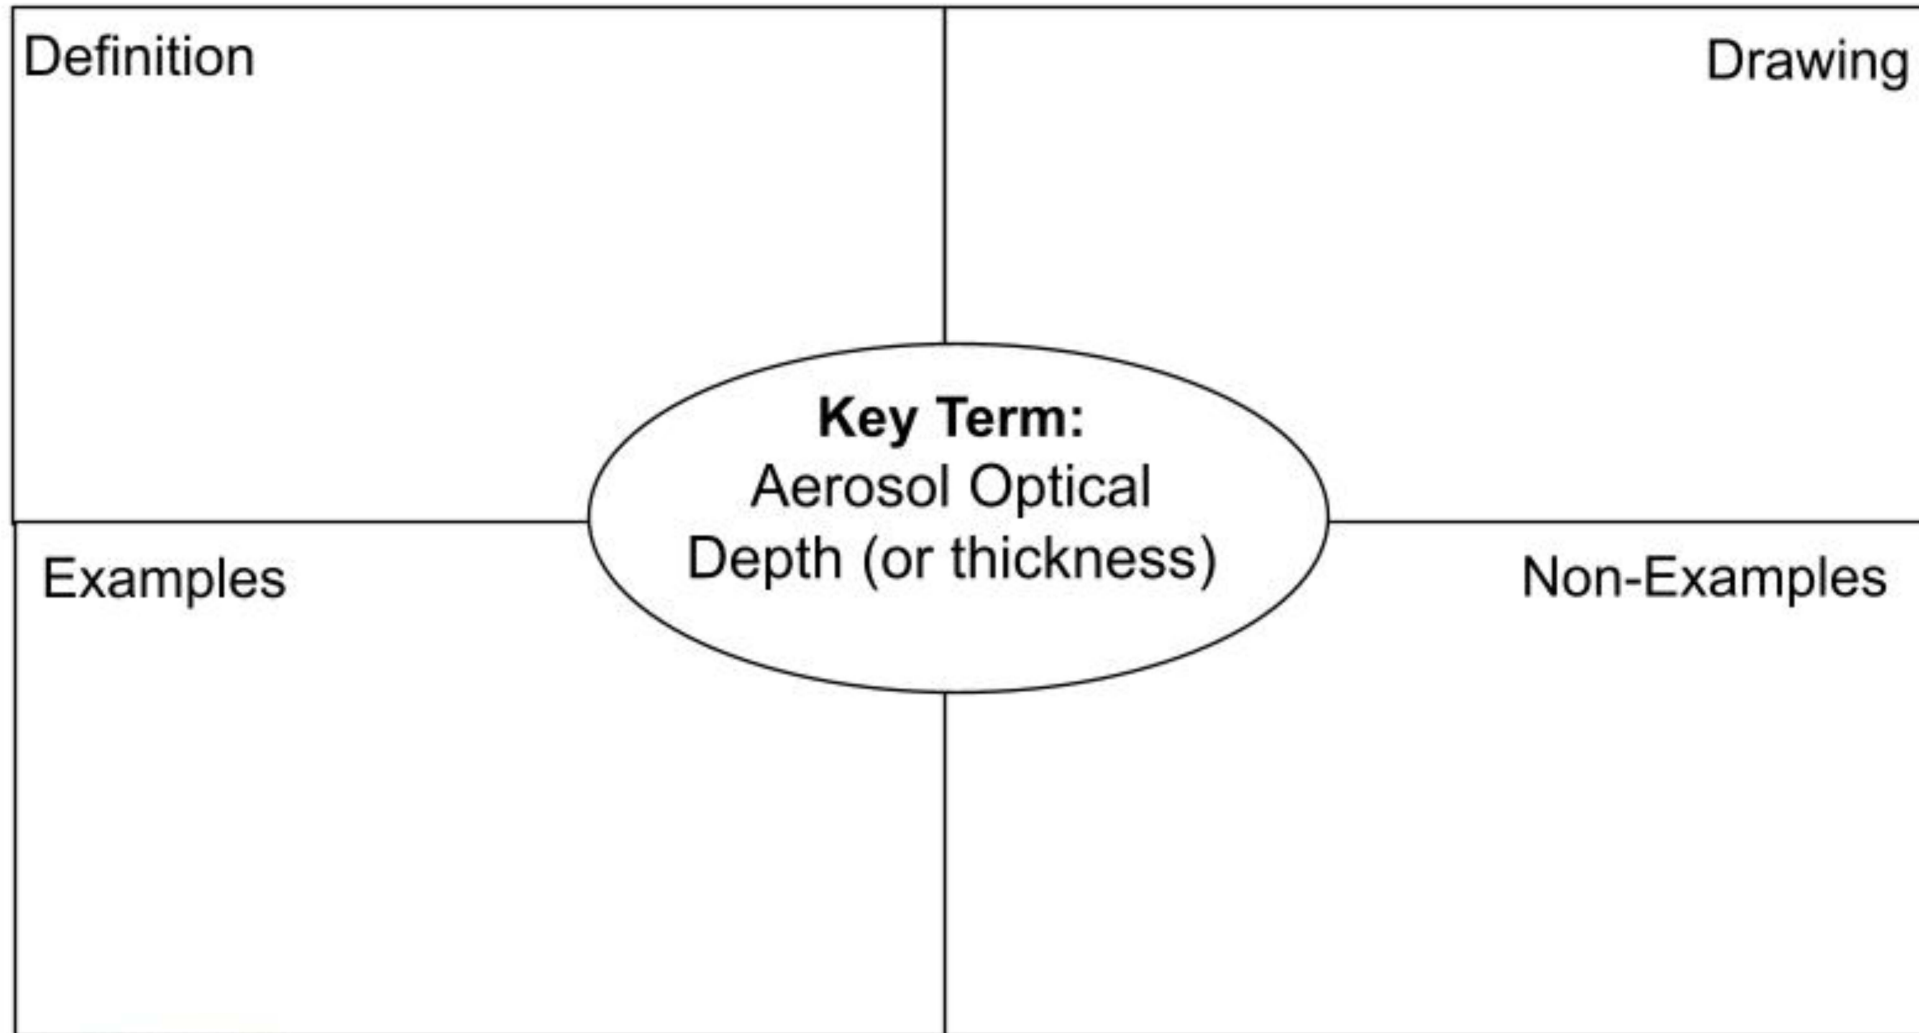 Definition
Drawing
Key Term:
Aerosol Optical
Depth (or thickness)
Examples
Non-Examples